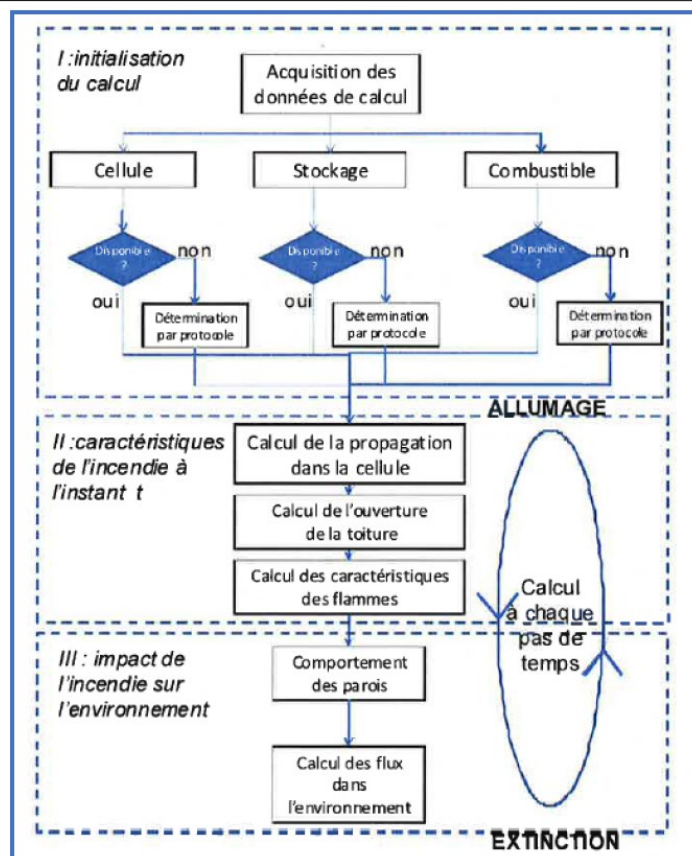 I :initialisation
du calcul
Acquisition des
données de calcul
Cellule
Stockage
Combustible
Disponible
?
non
oui
Disponible
?
non
oui
Disponible
?
non
oui
Détermination
par protocole
Détermination
par protocole
Détermination
par protocole
ALLUMAGE
II :caractéristiques
de l'incendie à
l'instant t
Calcul de la propagation
dans la cellule
Calcul de l'ouverture
de la toiture
Calcul des caractéristiques
des flammes
Calcul
à chaque
pas de
temps
III : impact de
l'incendie sur
l'environnement
Comportement
des parois
Calcul des flux
dans
l'environnement
EXTINCTION